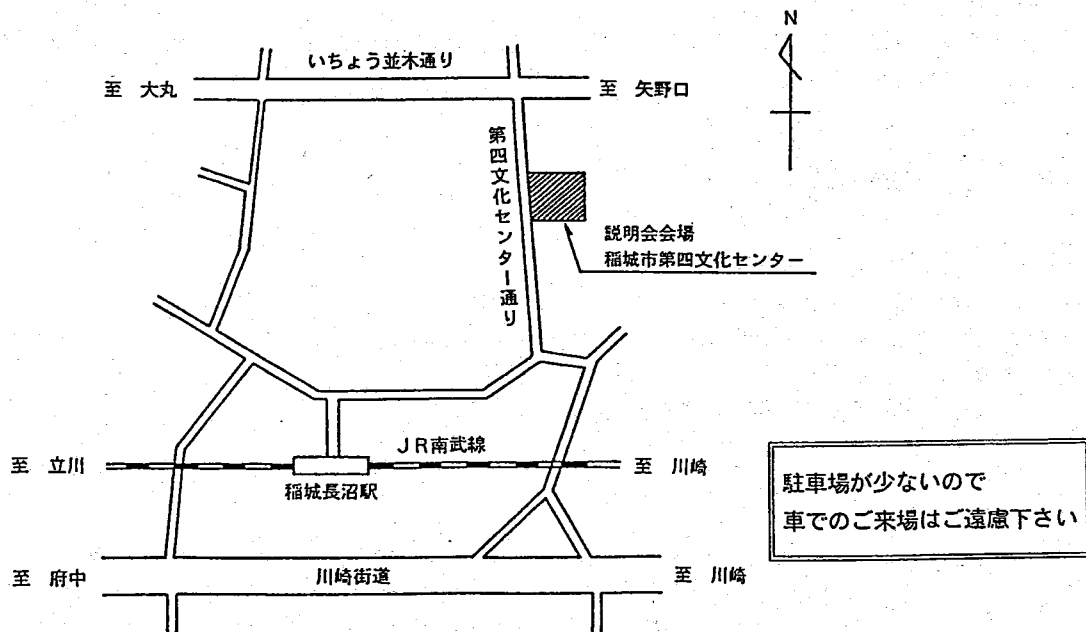 N
いちょう並木通り
至 大丸
至 矢野口
第四文化センター通り
説明会会場
稲城市第四文化センター
JR南武線
至 立川
至 川崎
稲城長沼駅
駐車場が少ないので
車でのご来場はご遠慮下さい
至 府中
川崎街道
至 川崎